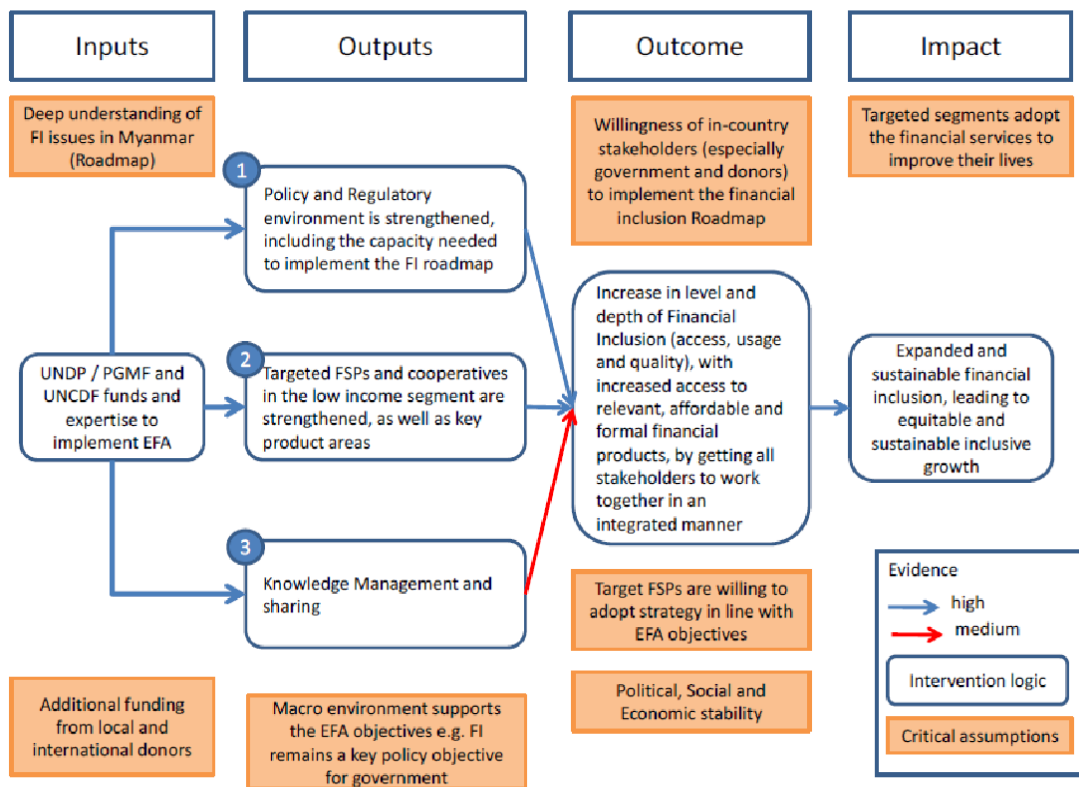 Inputs
Outputs
Outcome
Impact
Deep understanding of
FI issues in Myanmar
(Roadmap)
Willingness of in-country
stakeholders (especially
government and donors)
to implement the financial
inclusion Roadmap
Targeted segments adopt
the financial services to
improve their lives
1
Policy and Regulatory
environment is strengthened,
including the capacity needed
to implement the FI roadmap
UNDP / PGMF and
UNCDF funds and
expertise to
implement EFA
2
Targeted FSPs and cooperatives
in the low income segment are
strengthened, as well as key
product areas
3
Knowledge Management and
sharing
Increase in level and
depth of Financial
Inclusion (access, usage
and quality), with
increased access to
relevant, affordable and
formal financial
products, by getting all
stakeholders to work
together in an
integrated manner
Expanded and
sustainable financial
inclusion, leading to
equitable and
sustainable inclusive
growth
Target FSPs are willing to
adopt strategy in line with
EFA objectives
Political, Social and
Economic stability
Additional funding
from local and
international donors
Macro environment supports
the EFA objectives e.g. FI
remains a key policy objective
for government
Evidence
high
medium
Intervention logic
Critical assumptions